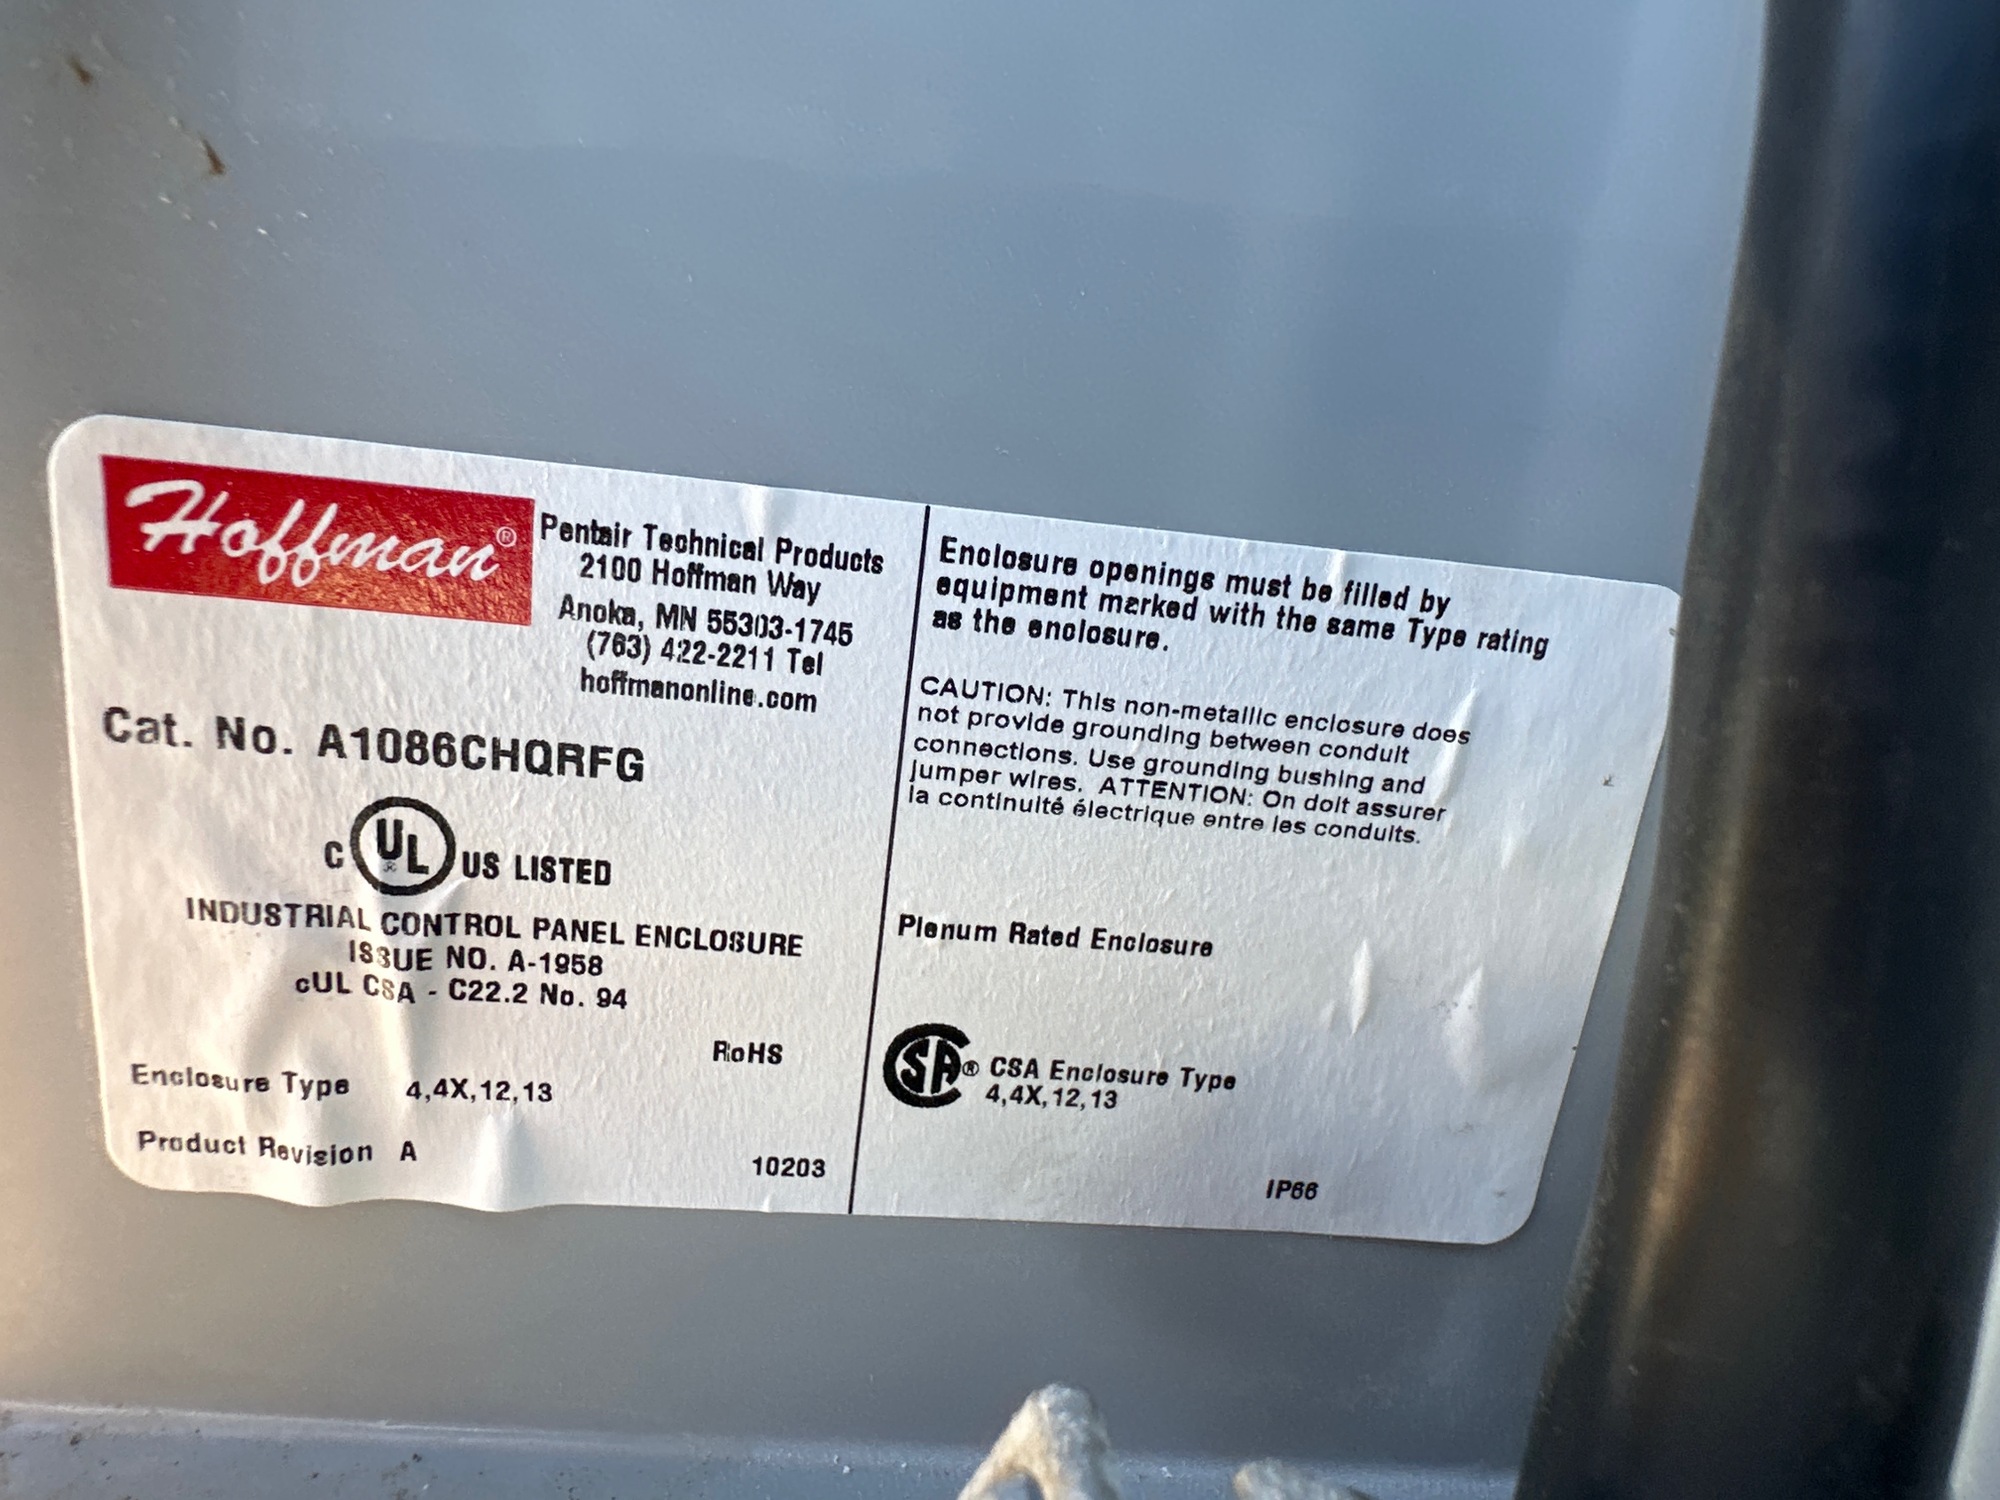 Hoffman®
Pentair Technical Products
2100 Hoffman Way
Anoka, MN 55303-1745
(763) 422-2211 Tel
hoffmanonline.com
Cat. No. A1086CHQRFG
C UL® US LISTED
INDUSTRIAL CONTROL PANEL ENCLOSURE
ISSUE NO. A-1958
cUL CSA - C22.2 No. 94
RoHS
Enclosure Type 4,4X,12,13
Product Revision A
10203
Enclosure openings must be filled by
equipment marked with the same Type rating
as the enclosure.
CAUTION: This non-metallic enclosure does
not provide grounding between conduit
connections. Use grounding bushing and
jumper wires. ATTENTION: On doit assurer
la continuité électrique entre les conduits.
Plenum Rated Enclosure
SA® CSA Enclosure Type
4,4X,12,13
IP66